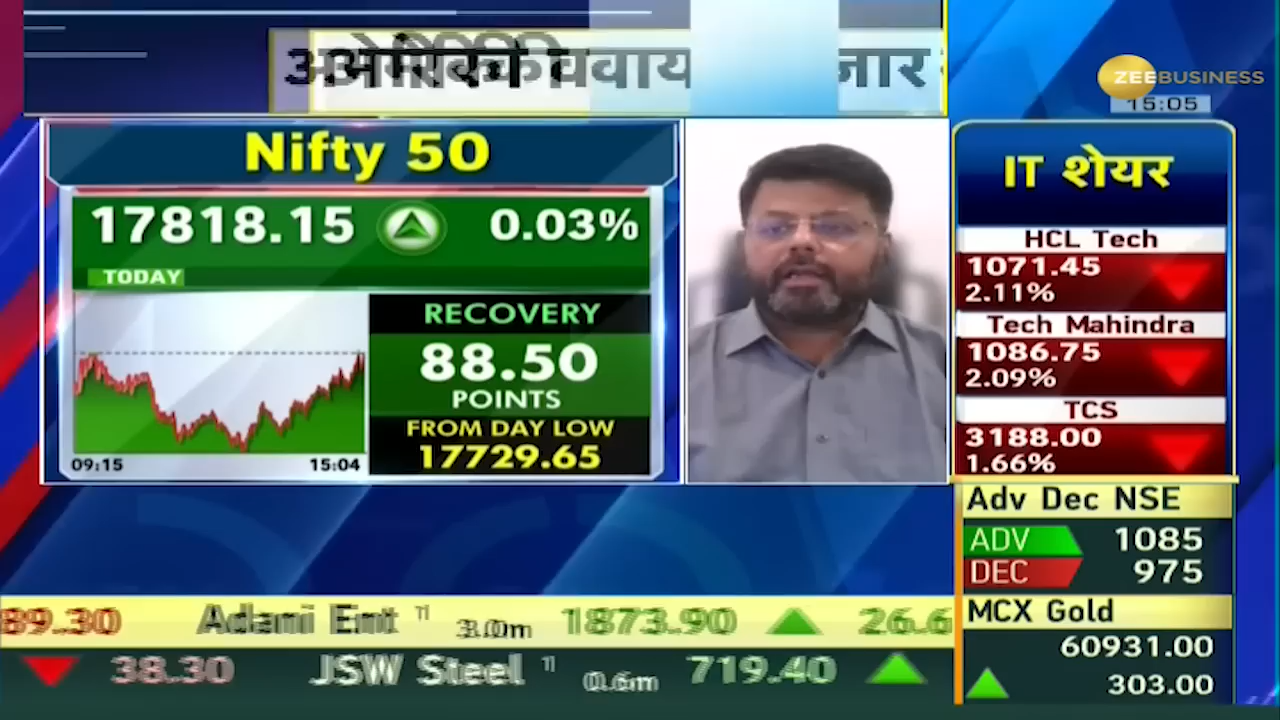 ZEEBUSINESS
15:05
Nifty 50
17818.15 0.03%
TODAY
RECOVERY
88.50
POINTS
FROM DAY LOW
17729.65
09:15 15:04
IT शेयर
HCL Tech
1071.45
2.11%
Tech Mahindra
1086.75
2.09%
TCS
3188.00
1.66%
Adv Dec NSE
ADV 1085
DEC 975
MCX Gold
60931.00
303.00
89.30 Adani Ent 3.0m 1873.90 26.6
38.30 JSW Steel 0.6m 719.40